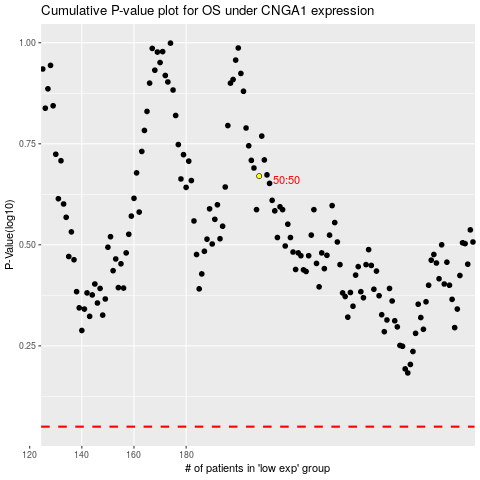 Cumulative P-value plot for OS under CNGA1 expression
P-Value(log10)
1.00
0.75
0.50
0.25
50:50
120 140 160 180
# of patients in 'low exp' group